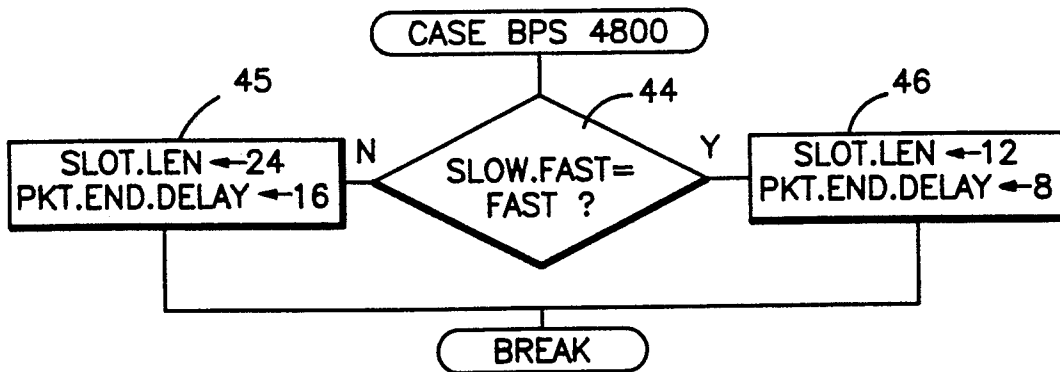 CASE BPS 4800
45
44
46
SLOT.LEN ←24
PKT.END.DELAY ←16
N
SLOW.FAST=
FAST ?
Y
SLOT.LEN ←12
PKT.END.DELAY ←8
BREAK